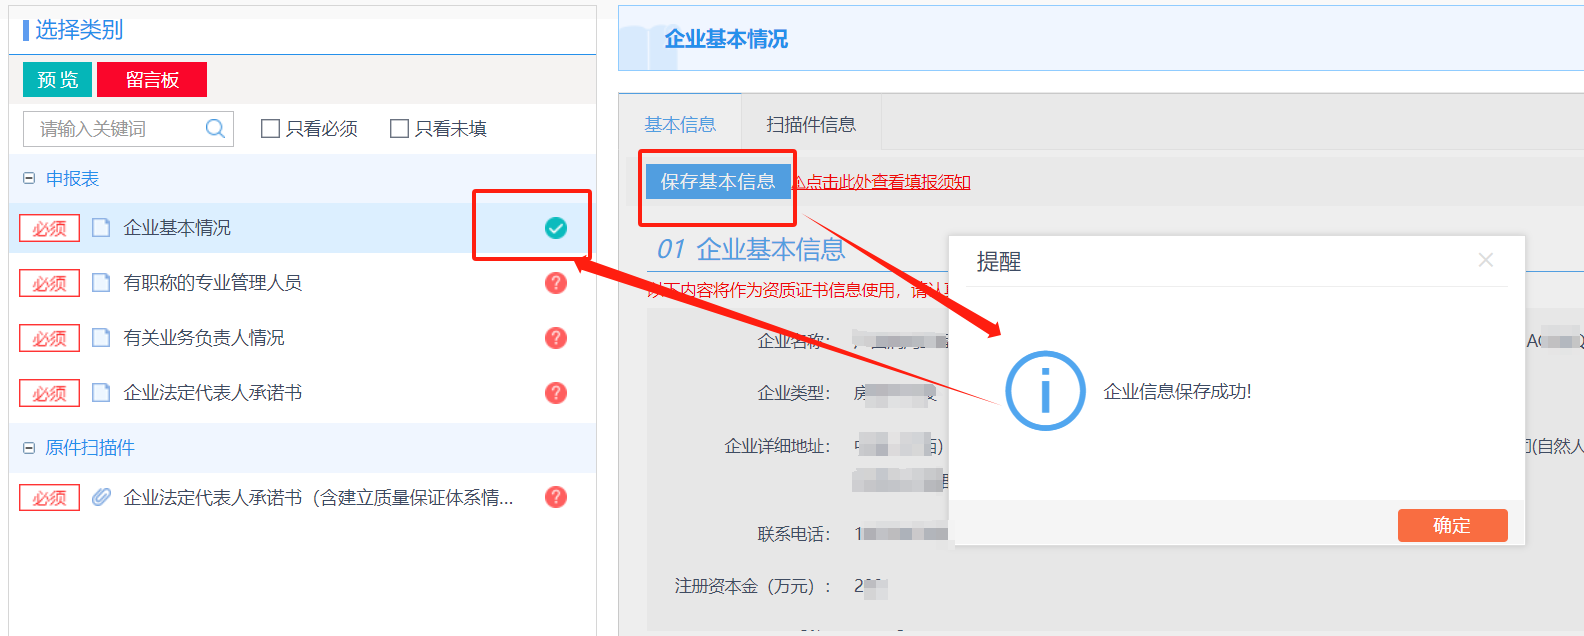 选择类别
预 览
留言板
请输入关键词
只看必须
只看未填
申报表
必须
企业基本情况
必须
有职称的专业管理人员
必须
有关业务负责人情况
必须
企业法定代表人承诺书
原件扫描件
必须
企业法定代表人承诺书（含建立质量保证体系情...
企业基本情况
基本信息
扫描件信息
保存基本信息
点击此处查看填报须知
01 企业基本信息
以下内容将作为资质证书信息使用，请认
企业名称：
企业类型：
企业详细地址：
(自然人
联系电话：
注册资本金（万元）：
提醒
企业信息保存成功!
确定